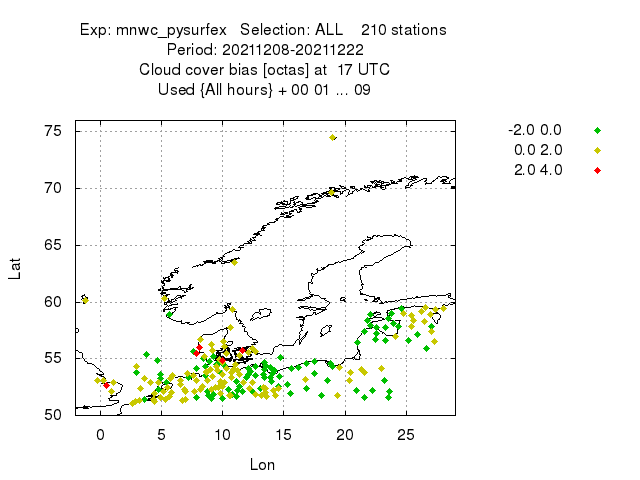 Exp: mnwc_pysurfex Selection: ALL 210 stations
Period: 20211208-20211222
Cloud cover bias [octas] at 17 UTC
Used {All hours} + 00 01 ... 09
-2.0 0.0
0.0 2.0
2.0 4.0
75
70
65
60
55
50
Lat
0 5 10 15 20 25
Lon